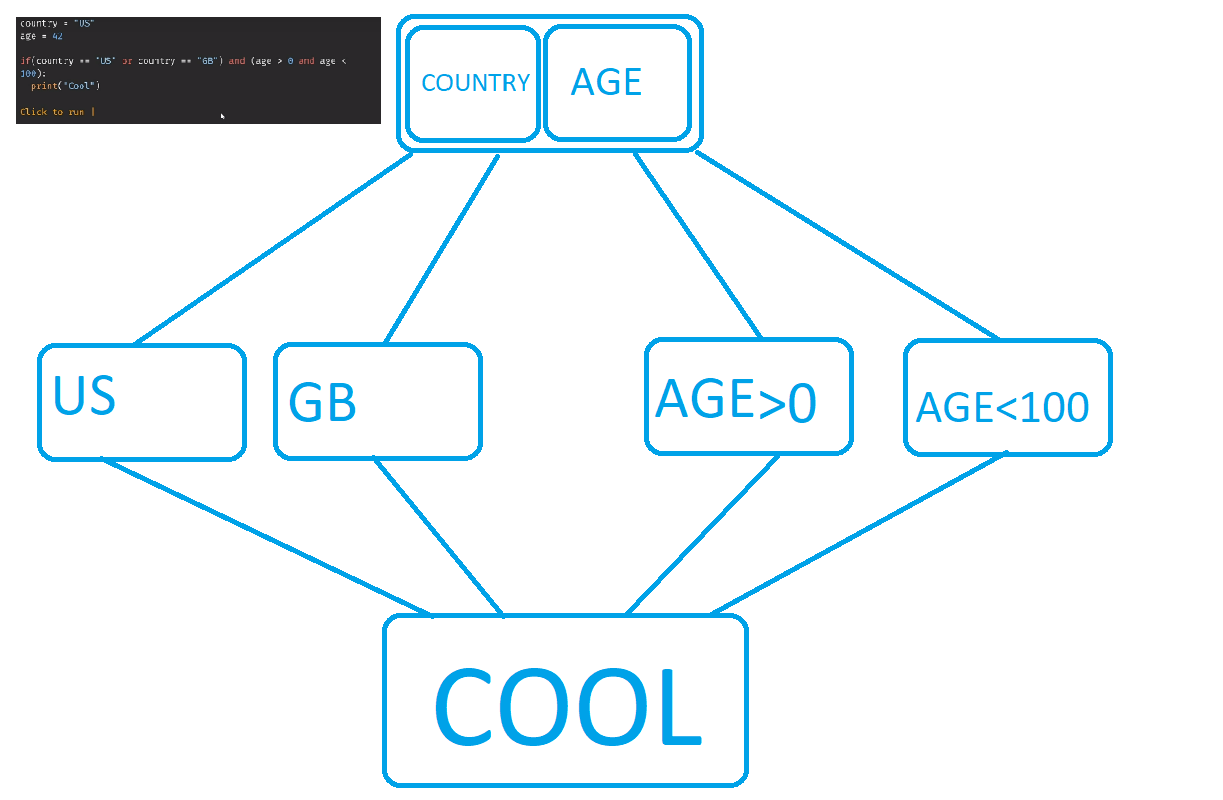 country = "US"
age = 42
if(country == "US" or country == "GB") and (age > 0 and age <
100):
print("Cool")
Click to run |
COUNTRY AGE
US GB AGE>0 AGE<100
COOL